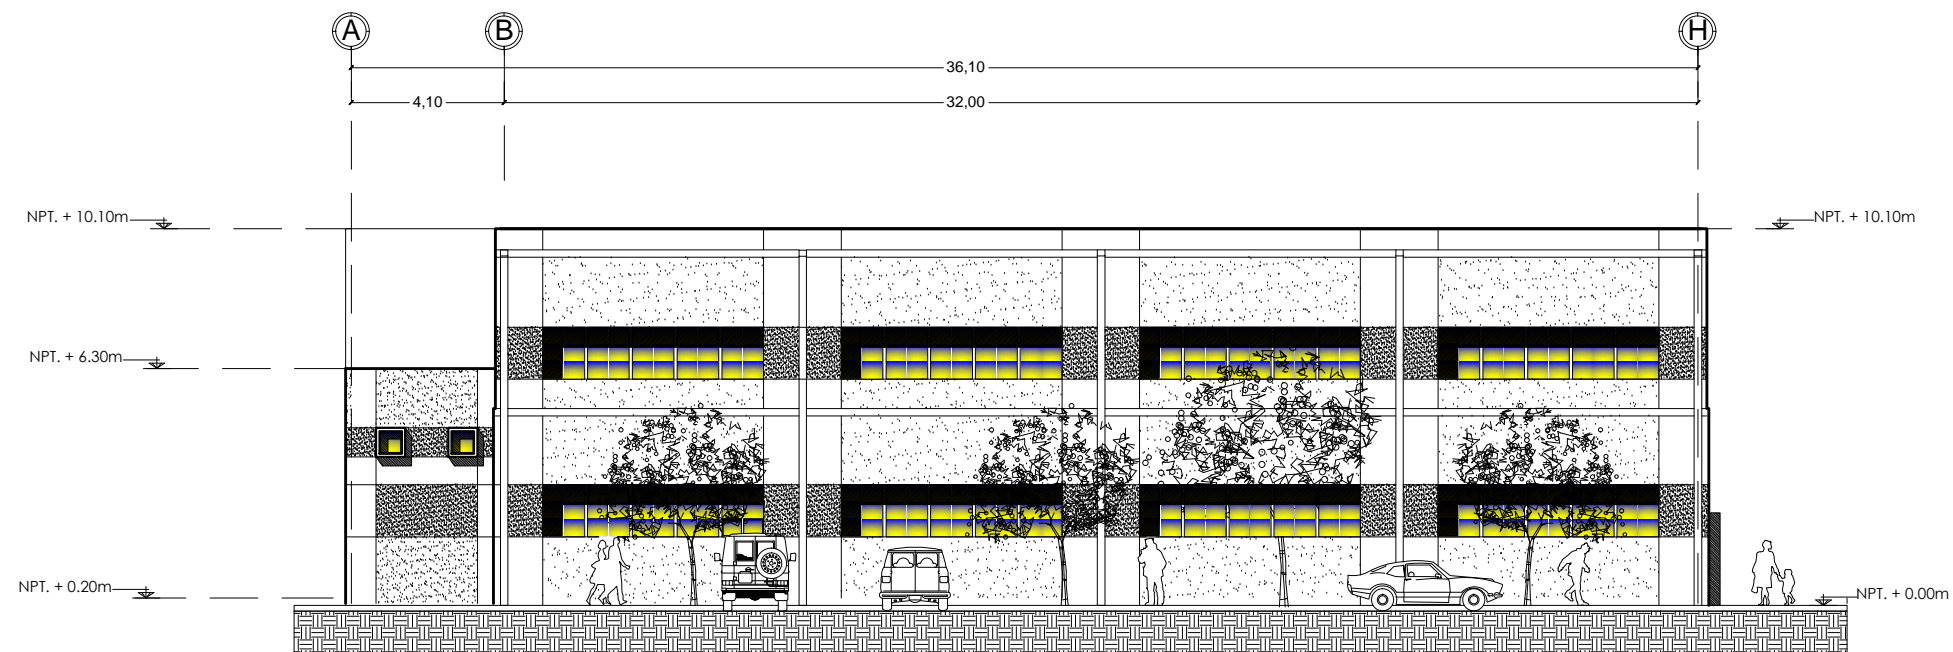 A
B
H
36,10
4,10
32,00
NPT. + 10.10m
NPT. + 10.10m
NPT. + 6.30m
NPT. + 0.20m
NPT. + 0.00m